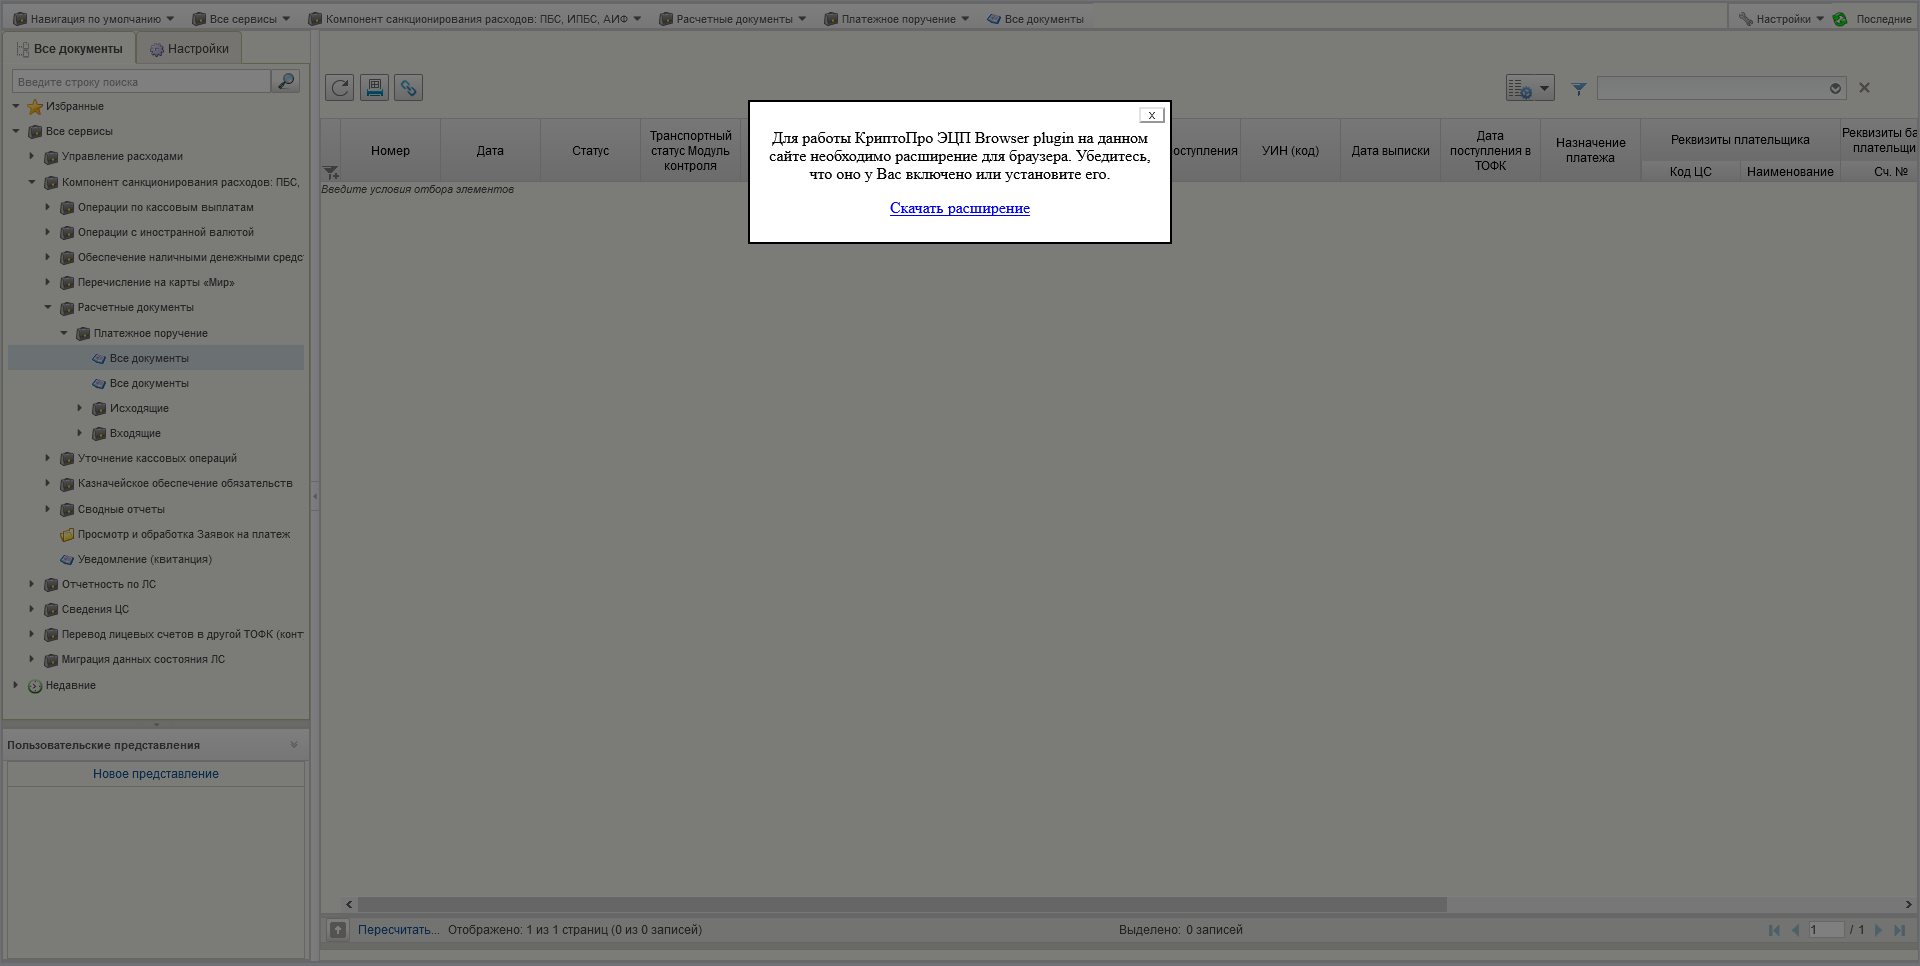 Навигация по умолчанию
Все сервисы
Компонент санкционирования расходов: ПБС, ИПБС, АИФ
Расчетные документы
Платежное поручение
Все документы
Настройки
Последние
Все документы
Настройки
Введите строку поиска
Избранные
Все сервисы
Управление расходами
Компонент санкционирования расходов: ПБС,
Операции по кассовым выплатам
Операции с иностранной валютой
Обеспечение наличными денежными средс
Перечисление на карты «Мир»
Расчетные документы
Платежное поручение
Все документы
Все документы
Исходящие
Входящие
Уточнение кассовых операций
Казначейское обеспечение обязательств
Сводные отчеты
Просмотр и обработка Заявок на платеж
Уведомление (квитанция)
Отчетность по ЛС
Сведения ЦС
Перевод лицевых счетов в другой ТОФК (конт
Миграция данных состояния ЛС
Недавние
Пользовательские представления
Новое представление
Номер
Дата
Статус
Транспортный
статус Модуль
контроля
оступления
УИН (код)
Дата выписки
Дата
поступления в
ТОФК
Назначение
платежа
Реквизиты плательщика
Код ЦС
Наименование
Реквизиты ба
плательщи
Сч. №
Введите условия отбора элементов
x
Для работы КриптоПро ЭЦП Browser plugin на данном
сайте необходимо расширение для браузера. Убедитесь,
что оно у Вас включено или установите его.
Скачать расширение
Пересчитать...
Отображено: 1 из 1 страниц (0 из 0 записей)
Выделено: 0 записей
1 / 1